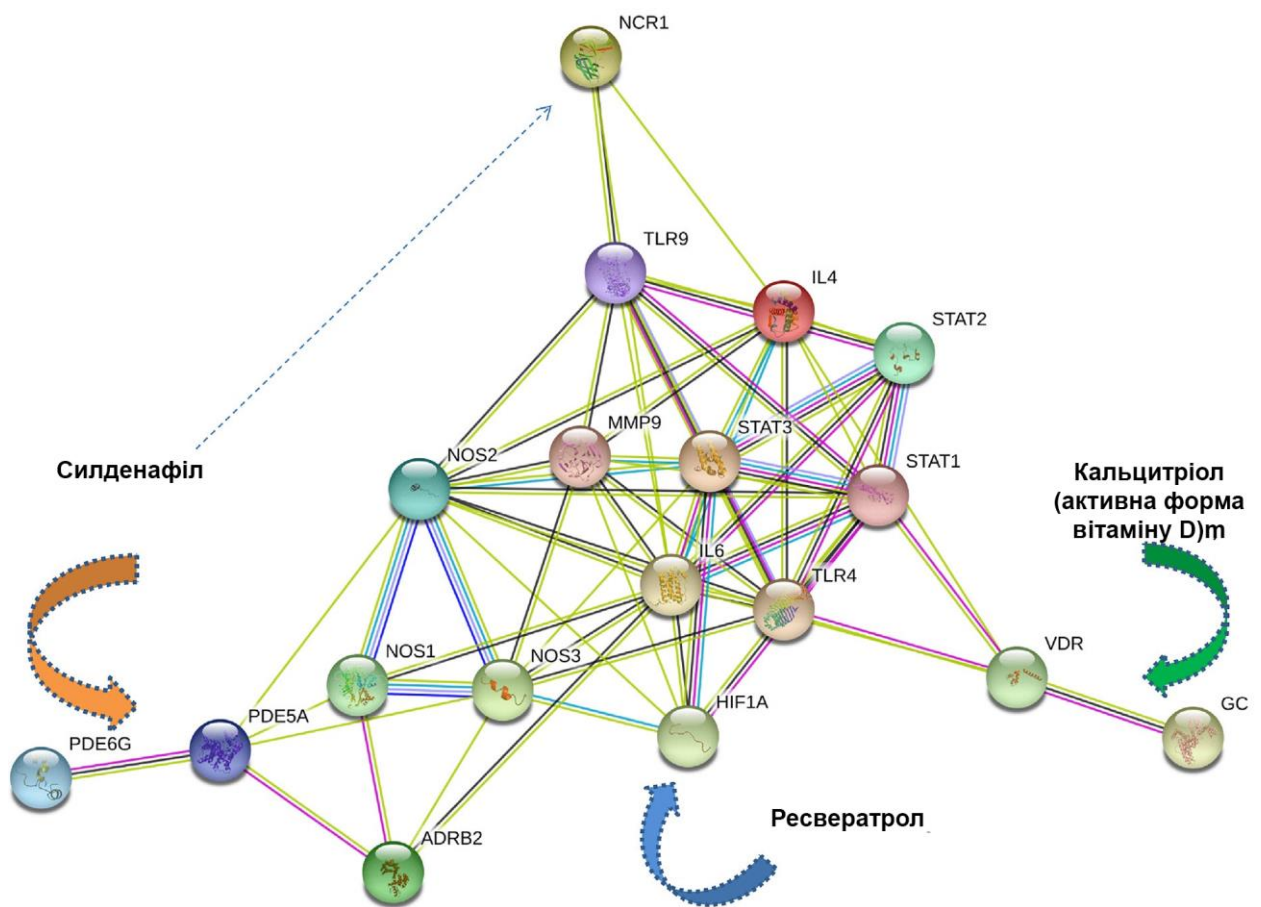 NCR1
TLR9
IL4
STAT2
MMP9
STAT3
NOS2
STAT1
Силденафіл
Кальцитріол
(активна форма
вітаміну D)m
IL6
TLR4
NOS1
NOS3
VDR
HIF1A
GC
PDE5A
PDE6G
Ресвератрол
ADRB2